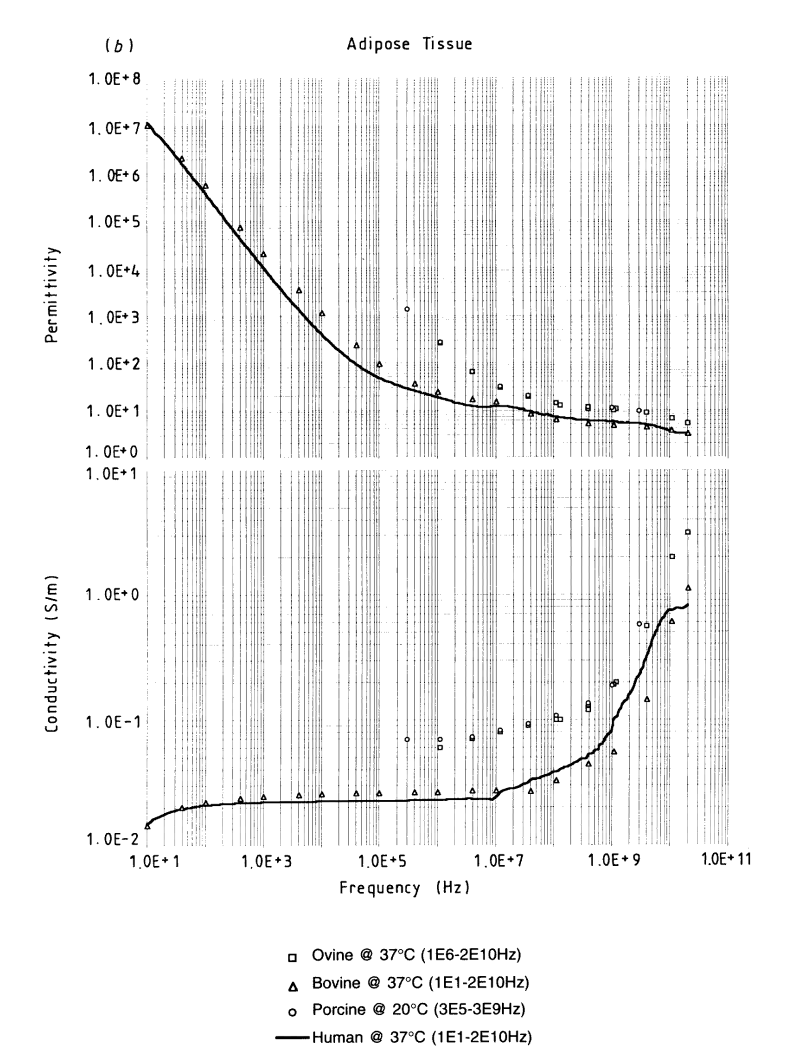 (b) Adipose Tissue
1.0E+8
1.0E+7
1.0E+6
1.0E+5
1.0E+4
1.0E+3
1.0E+2
1.0E+1
1.0E+0
Permittivity
1.0E+1
1.0E+0
1.0E-1
1.0E-2
Conductivity (S/m)
1.0E+1 1.0E+3 1.0E+5 1.0E+7 1.0E+9 1.0E+11
Frequency (Hz)
Ovine @ 37°C (1E6-2E10Hz)
Bovine @ 37°C (1E1-2E10Hz)
Porcine @ 20°C (3E5-3E9Hz)
Human @ 37°C (1E1-2E10Hz)